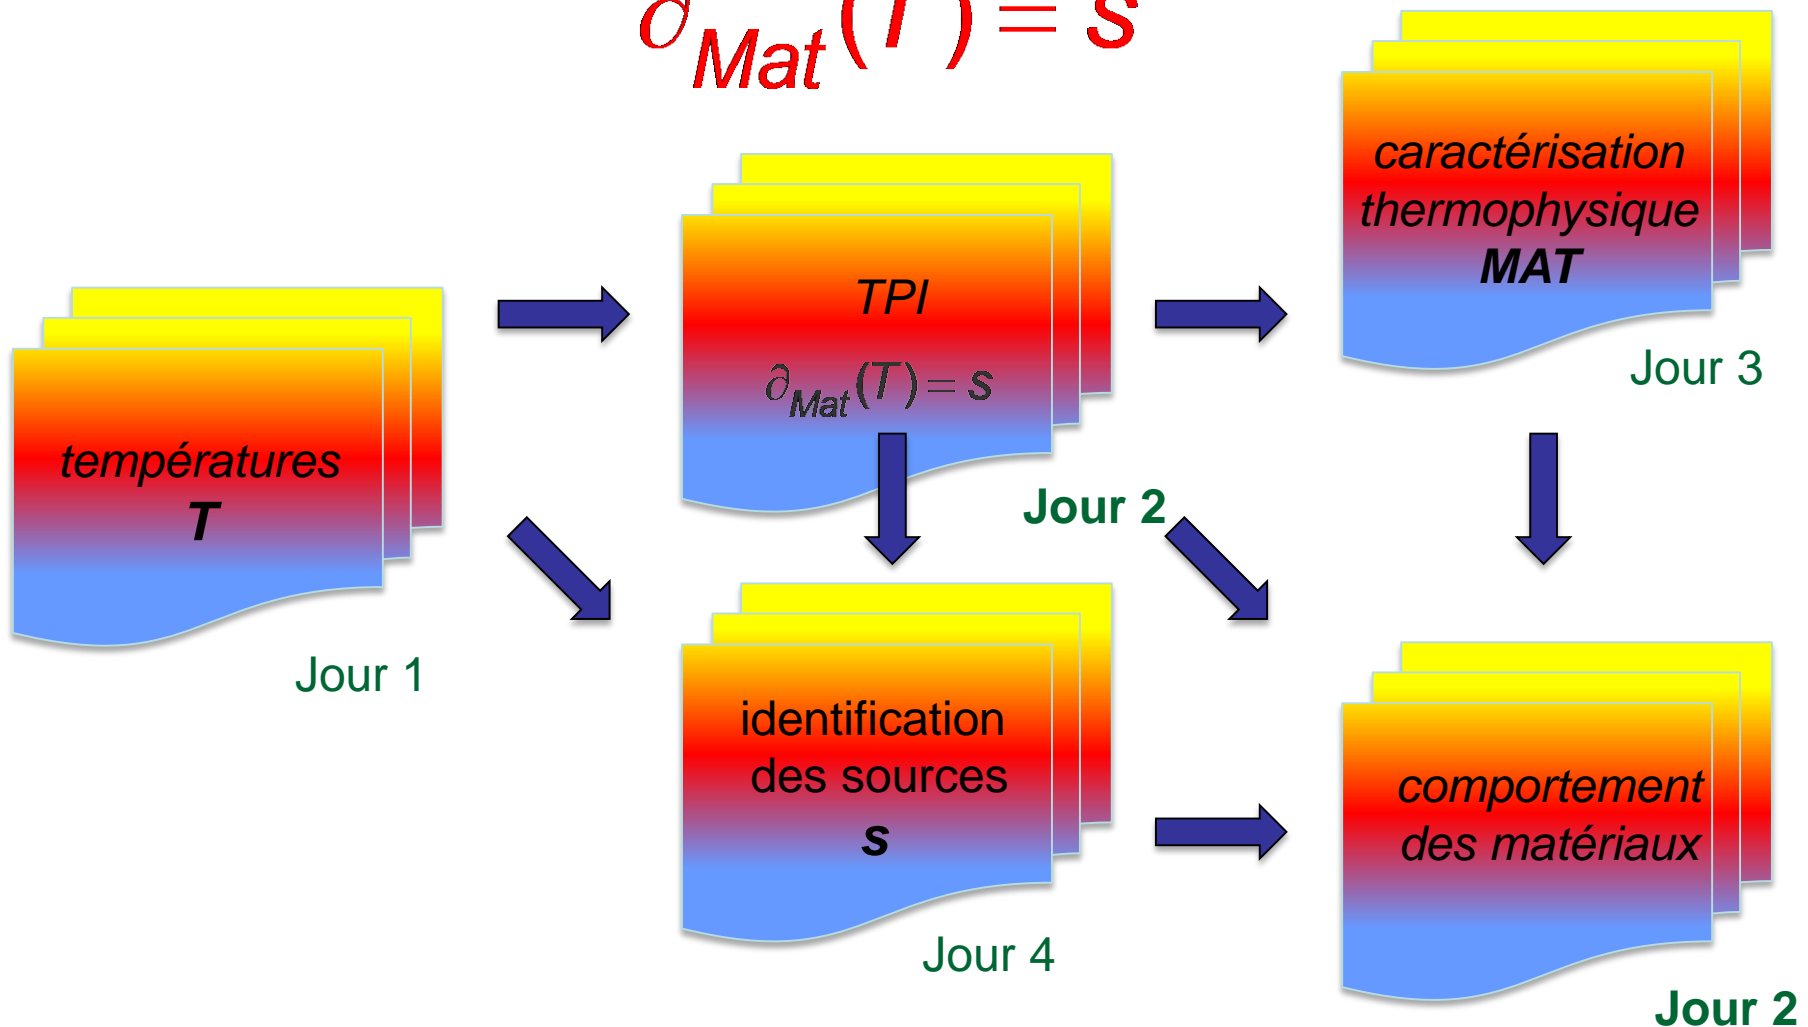 ∂Mat(T) = s
caractérisation
thermophysique
MAT
Jour 3
TPI
∂Mat(T) = s
Jour 2
températures
T
Jour 1
identification
des sources
s
Jour 4
comportement
des matériaux
Jour 2